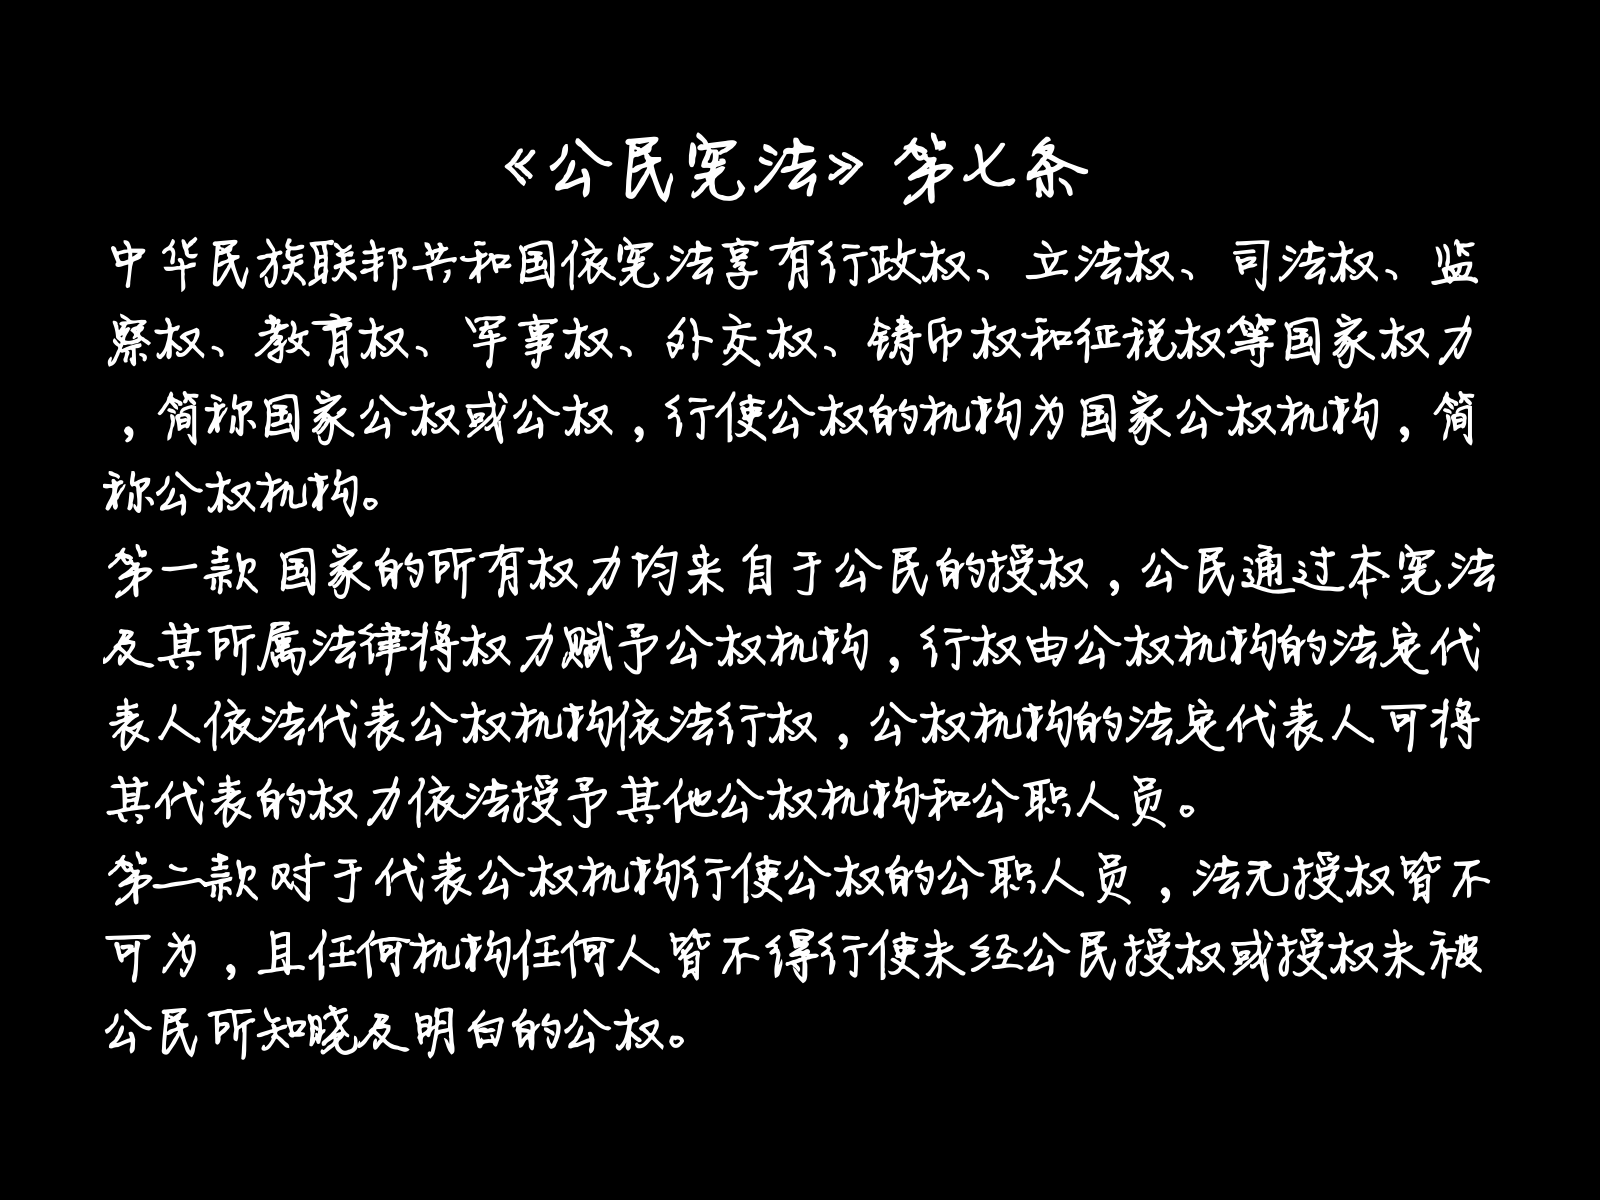 《公民宪法》第七条
中华民族联邦共和国依宪法享有行政权、立法权、司法权、监
察权、教育权、军事权、外交权、铸币权和征税权等国家权力
，简称国家公权或公权，行使公权的机构为国家公权机构，简
称公权机构。
第一款 国家的所有权力均来自于公民的授权，公民通过本宪法
及其所属法律将权力赋予公权机构，行权由公权机构的法定代
表人依法代表公权机构依法行权，公权机构的法定代表人可将
其代表的权力依法授予其他公权机构和公职人员。
第二款 对于代表公权机构行使公权的公职人员，法无授权皆不
可为，且任何机构任何人皆不得行使未经公民授权或授权未被
公民所知晓及明白的公权。